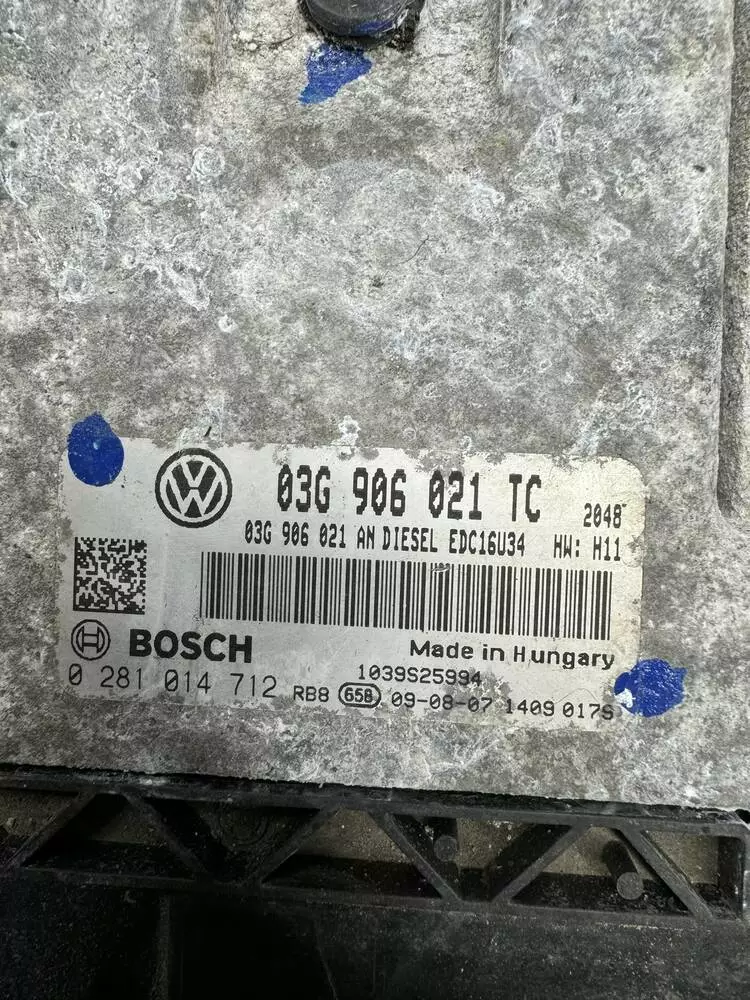 03G 906 021 TC 2048
03G 906 021 AN DIESEL EDC16U34 HW: H11
BOSCH Made in Hungary
1039S25994
0 281 014 712 RB8 658 09-08-07 1409 017S